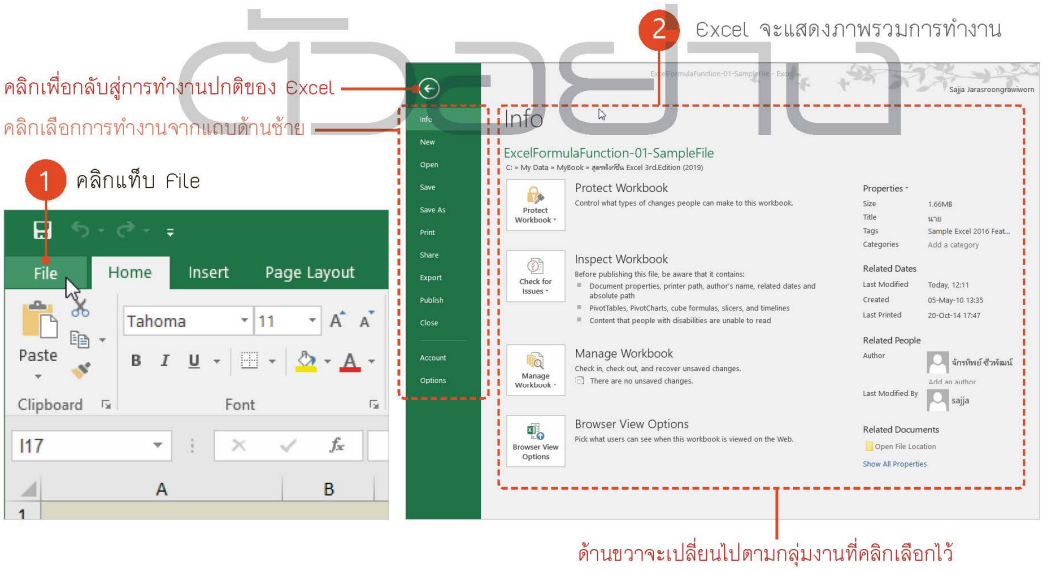 ตัวอย่าง
2 Excel จะแสดงภาพรวมการทำงาน
คลิกเพื่อกลับสู่การทำงานปกติของ Excel
คลิกเลือกการทำงานจากแถบด้านซ้าย
1 คลิกแท็บ File
File Home Insert Page Layout
Tahoma 11 A A
Paste B I U A
Clipboard Font
I17 fx
A B
1
ExcelFormulaFunction-01-SampleFile - Excel
Sajja Jarasroongrawiworn
Info
New
Open
Save
Save As
Print
Share
Export
Publish
Close
Account
Options
Info
ExcelFormulaFunction-01-SampleFile
C: » My Data » MyBook » สูตรฟังก์ชัน Excel 3rd.Edition (2019)
Protect Workbook
Protect Workbook
Control what types of changes people can make to this workbook.
Check for Issues
Inspect Workbook
Before publishing this file, be aware that it contains:
Document properties, printer path, author's name, related dates and
absolute path
PivotTables, PivotCharts, cube formulas, slicers, and timelines
Content that people with disabilities are unable to read
Manage Workbook
Manage Workbook
Check in, check out, and recover unsaved changes.
There are no unsaved changes.
Browser View Options
Browser View Options
Pick what users can see when this workbook is viewed on the Web.
Properties
Size 1.66MB
Title นาย
Tags Sample Excel 2016 Feat...
Categories Add a category
Related Dates
Last Modified Today, 12:11
Created 05-May-10 13:35
Last Printed 20-Oct-14 17:47
Related People
Author จักรทิพย์ ชีวพัฒน์
Add an author
Last Modified By sajja
Related Documents
Open File Location
Show All Properties
ด้านขวาจะเปลี่ยนไปตามกลุ่มงานที่คลิกเลือกไว้